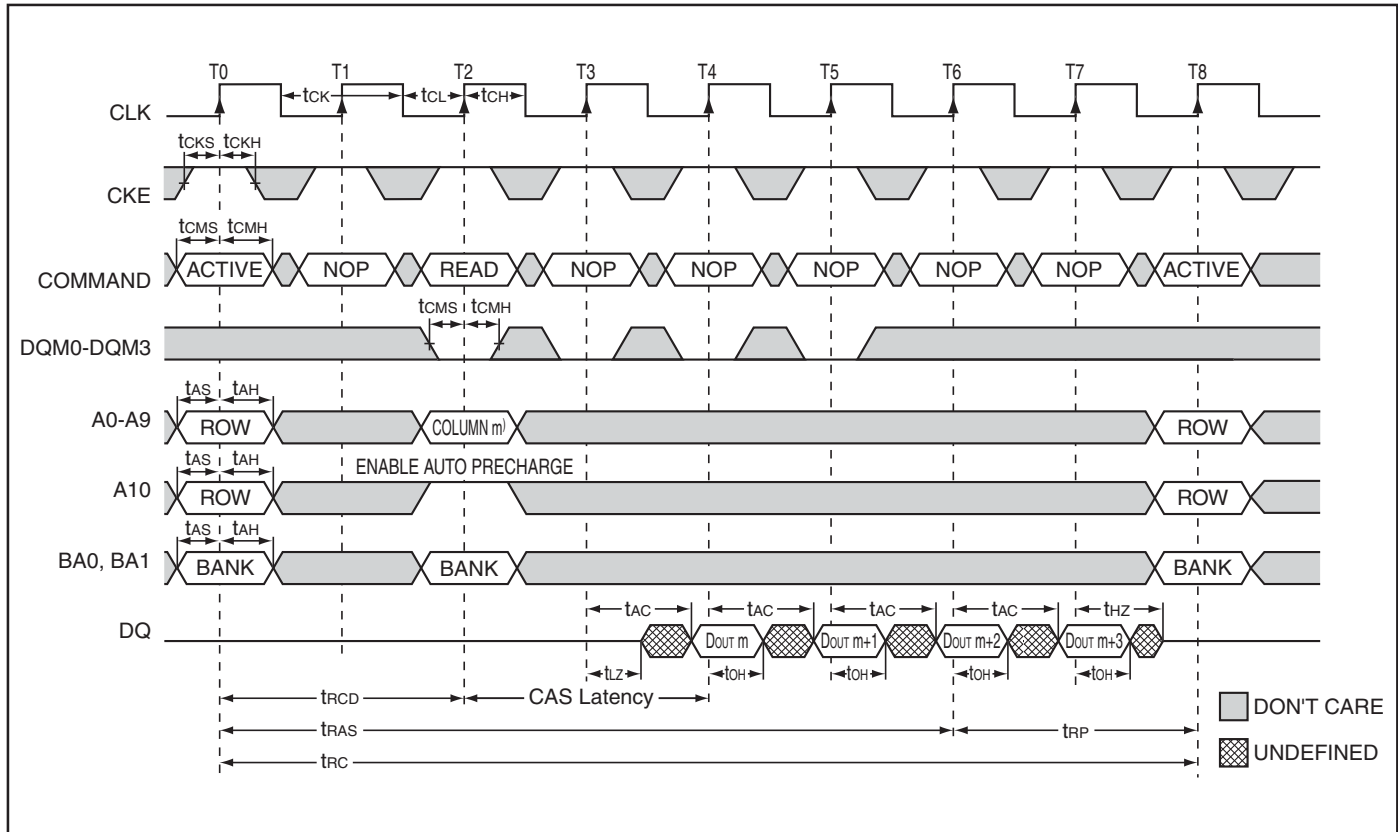 T0 T1 T2 T3 T4 T5 T6 T7 T8
tCK tCL tCH
CLK
tCKS tCKH
CKE
tCMS tCMH
COMMAND ACTIVE NOP READ NOP NOP NOP NOP NOP ACTIVE
tCMS tCMH
DQM0-DQM3
tAS tAH
A0-A9 ROW COLUMN m) ROW
tAS tAH ENABLE AUTO PRECHARGE
A10 ROW ROW
tAS tAH
BA0, BA1 BANK BANK BANK
tAC tAC tAC tAC tHZ
DQ DOUT m DOUT m+1 DOUT m+2 DOUT m+3
tLZ tOH tOH tOH tOH
tRCD CAS Latency
DON'T CARE
tRAS tRP
UNDEFINED
tRC